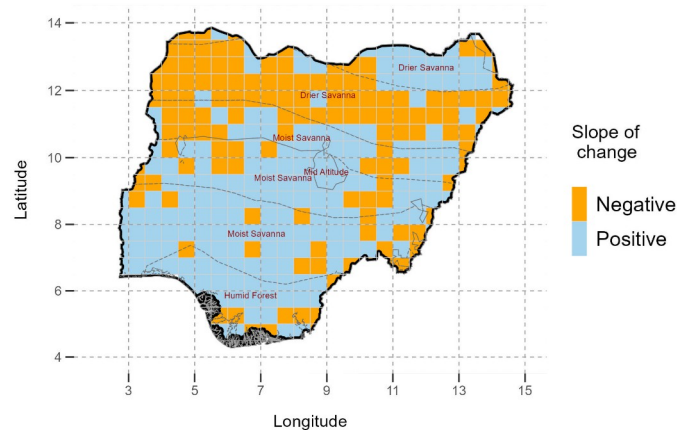 14
12
10
8
6
4
Latitude
Drier Savanna
Drier Savanna
Moist Savanna
Mid Altitude
Moist Savanna
Moist Savanna
Humid Forest
3 5 7 9 11 13 15
Longitude
Slope of
change
Negative
Positive